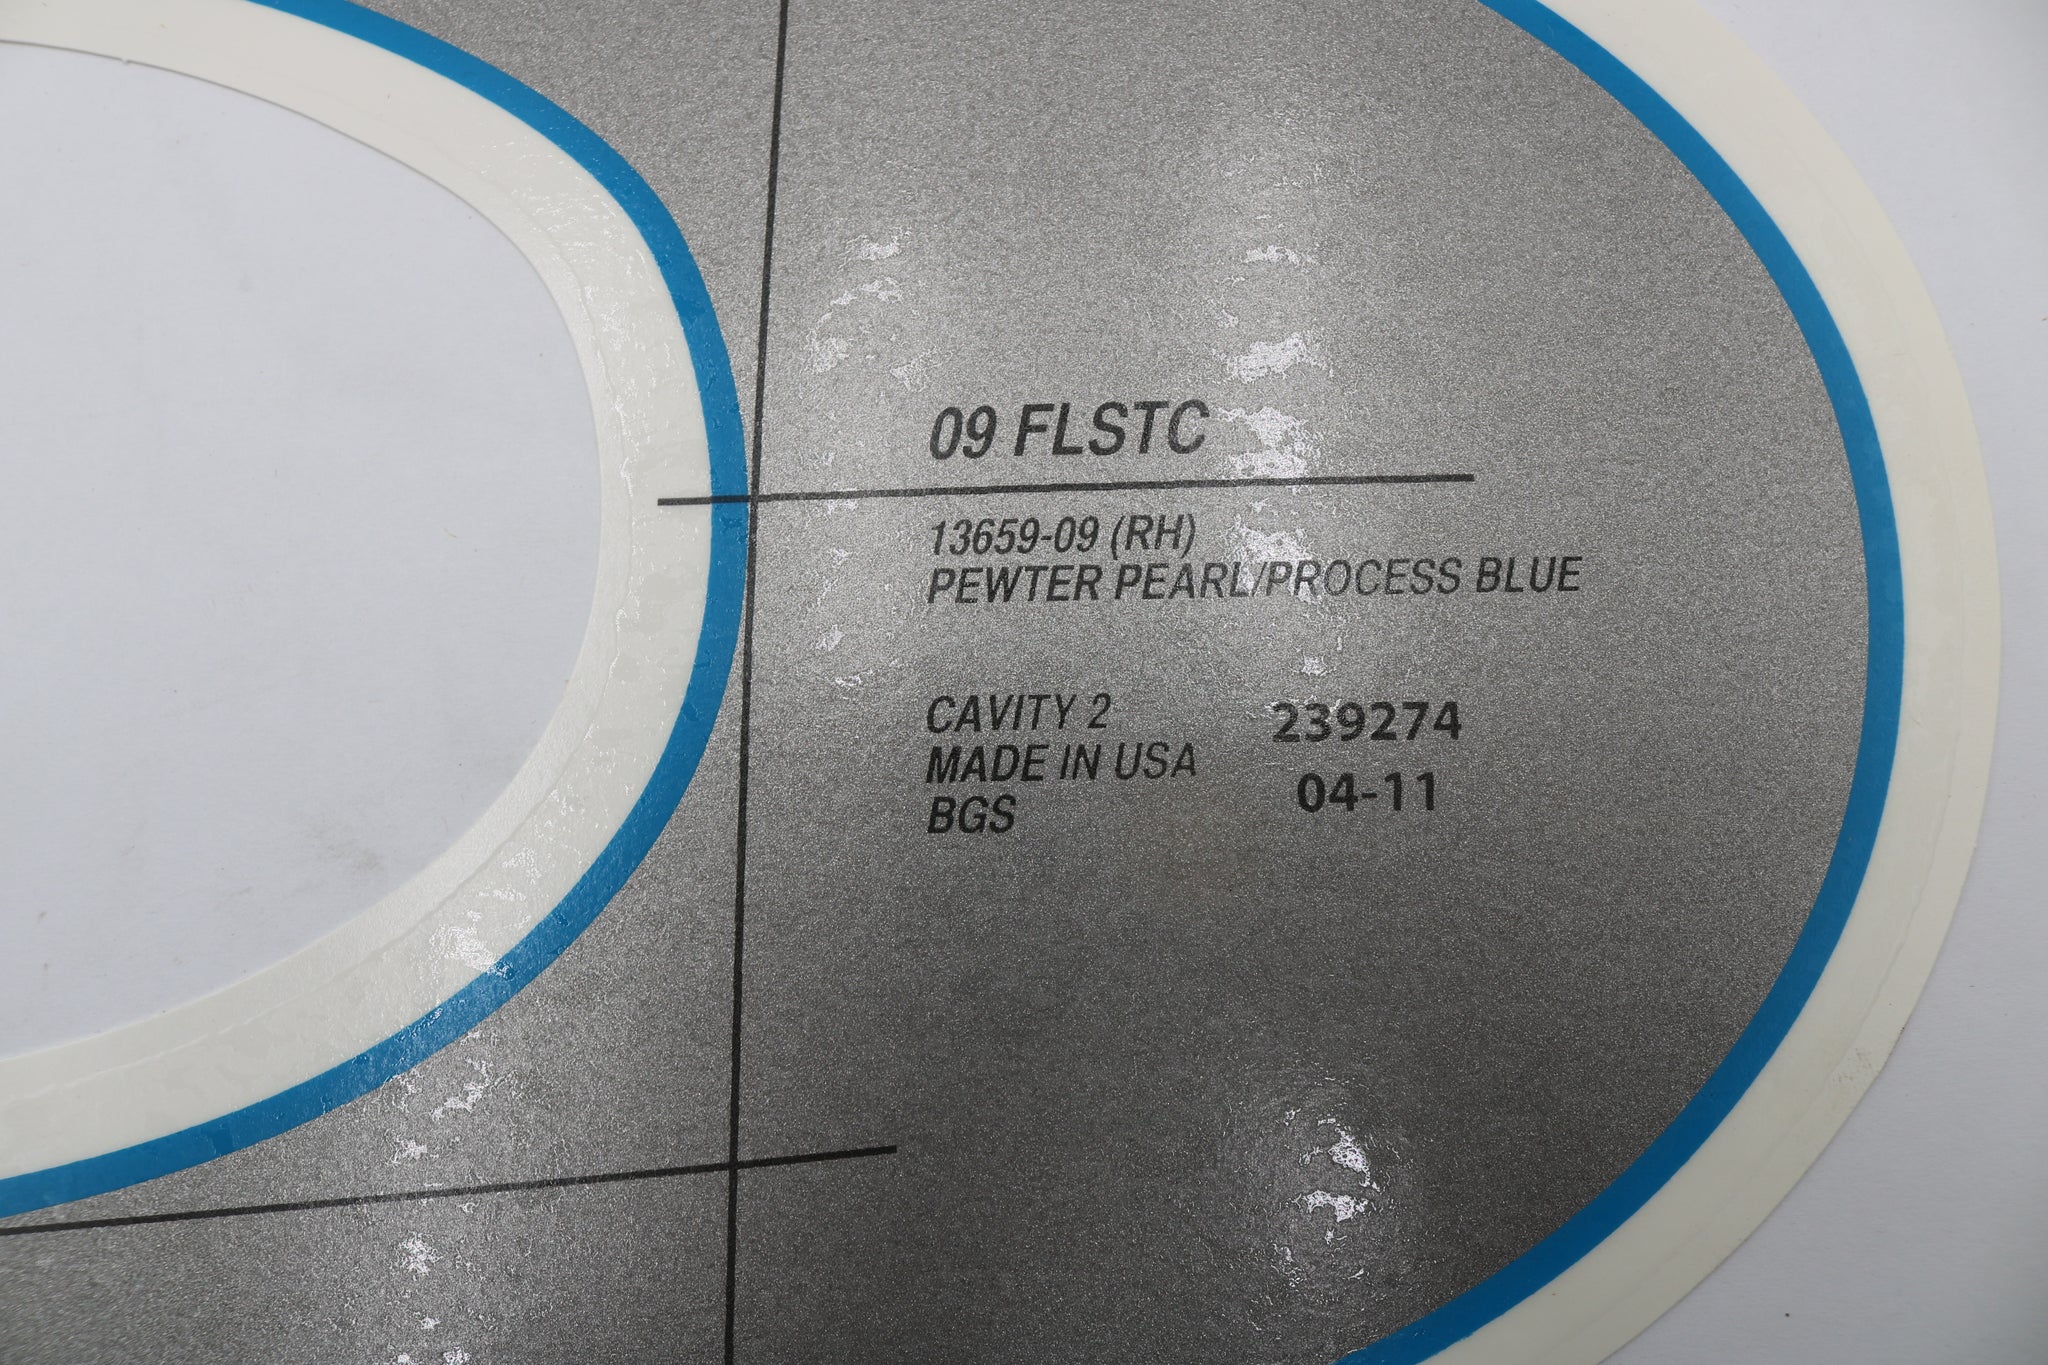 09 FLSTC
13659-09 (RH)
PEWTER PEARL/PROCESS BLUE
CAVITY 2
MADE IN USA
BGS
239274
04-11